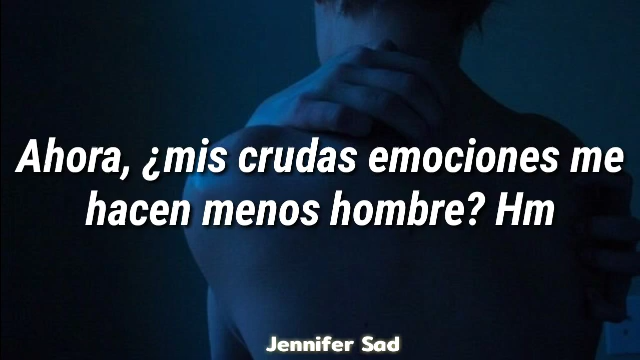 Ahora, ¿mis crudas emociones me
hacen menos hombre? Hm
Jennifer Sad